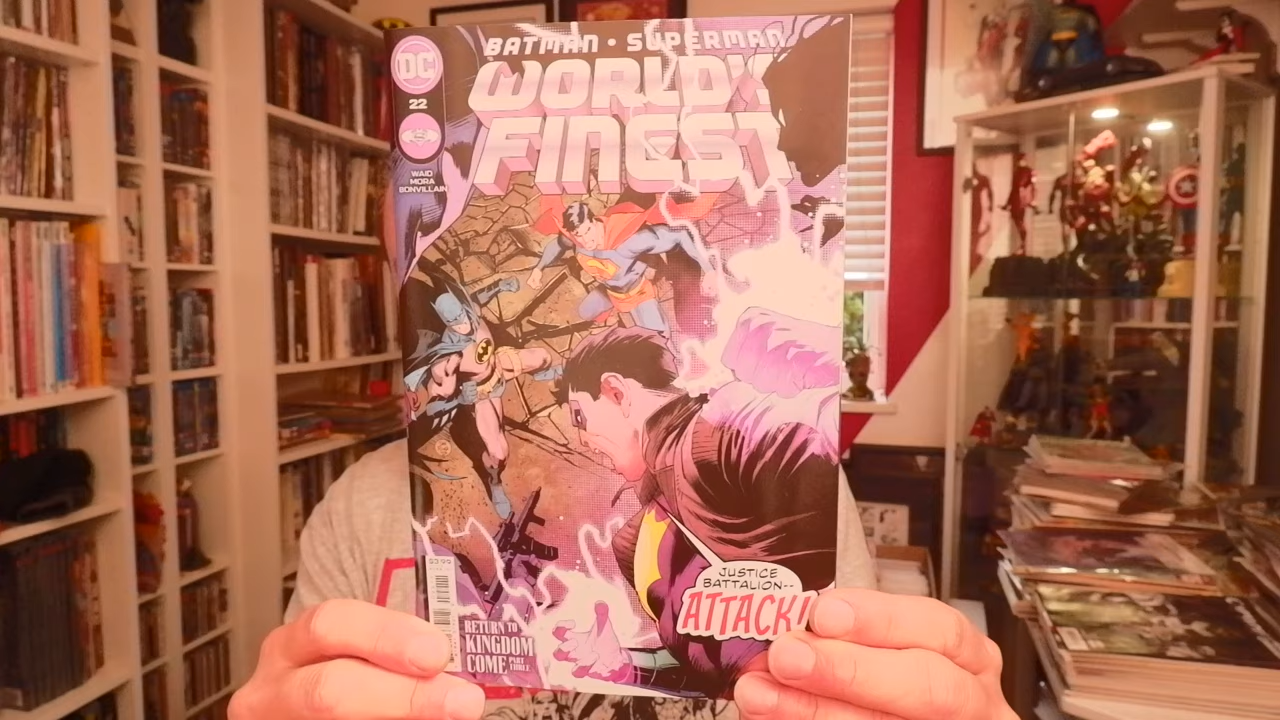 BATMAN • SUPERMAN
WORLD'S
FINEST
DC
22
WAID
MORA
BONVILLAIN
JUSTICE
BATTALION--
ATTACK!
$3.99
RETURN TO
KINGDOM
COME PART
THREE